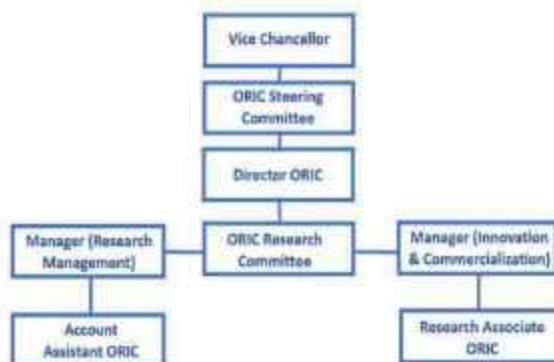 Vice Chancellor
ORIC Steering
Committee
Director ORIC
Manager (Research
Management)
ORIC Research
Committee
Manager (Innovation
& Commercialization)
Account
Assistant ORIC
Research Associate
ORIC